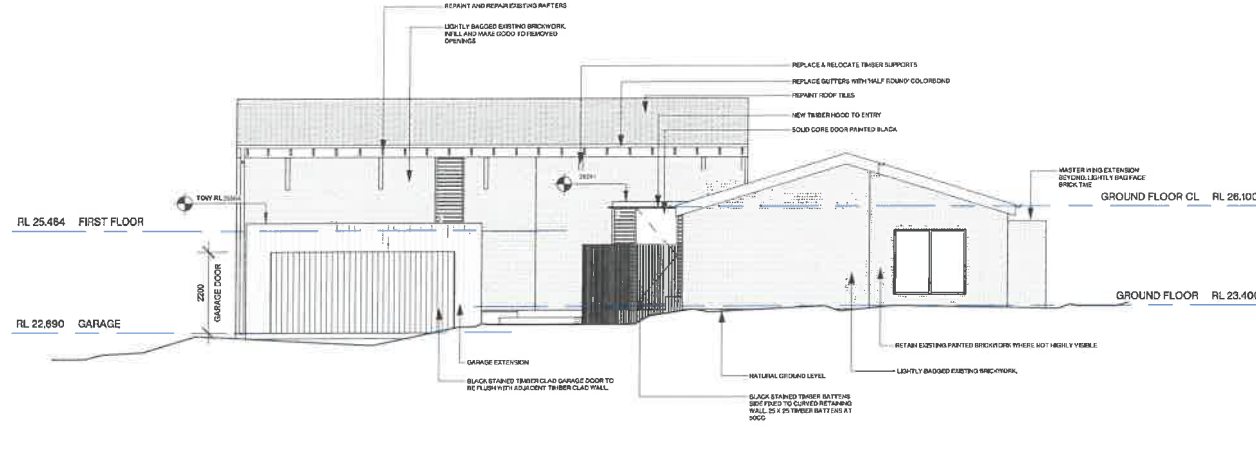 REPAINT AND REPAIR EXISTING RAFTERS
LIGHTLY BAGGED EXISTING BRICKWORK,
INFILL AND MAKE GOOD TO REMOVED
OPENINGS
REPLACE & RELOCATE TIMBER SUPPORTS
REPLACE GUTTERS WITH 'HALF ROUND' COLORBOND
REPAINT ROOF TILES
NEW TIMBER HOOD TO ENTRY
SOLID CORE DOOR PAINTED BLACK
MASTER WING EXTENSION
BEYOND, LIGHTLY BAG FACE
BRICK
GROUND FLOOR CL RL 26.100
TOW RL
RL 25.464 FIRST FLOOR
2200
GARAGE DOOR
GROUND FLOOR RL 23.400
RL 22.690 GARAGE
RETAIN EXISTING PAINTED BRICKWORK WHERE NOT HIGHLY VISIBLE
GARAGE EXTENSION
LIGHTLY BAGGED EXISTING BRICKWORK,
NATURAL GROUND LEVEL
BLACK STAINED TIMBER CLAD GARAGE DOOR TO
BE FLUSH WITH ADJACENT TIMBER CLAD WALL
BLACK STAINED TIMBER BATTENS
SIDE FIXED TO CURVED RETAINING
WALL. 25 X 25 TIMBER BATTENS AT
50CC